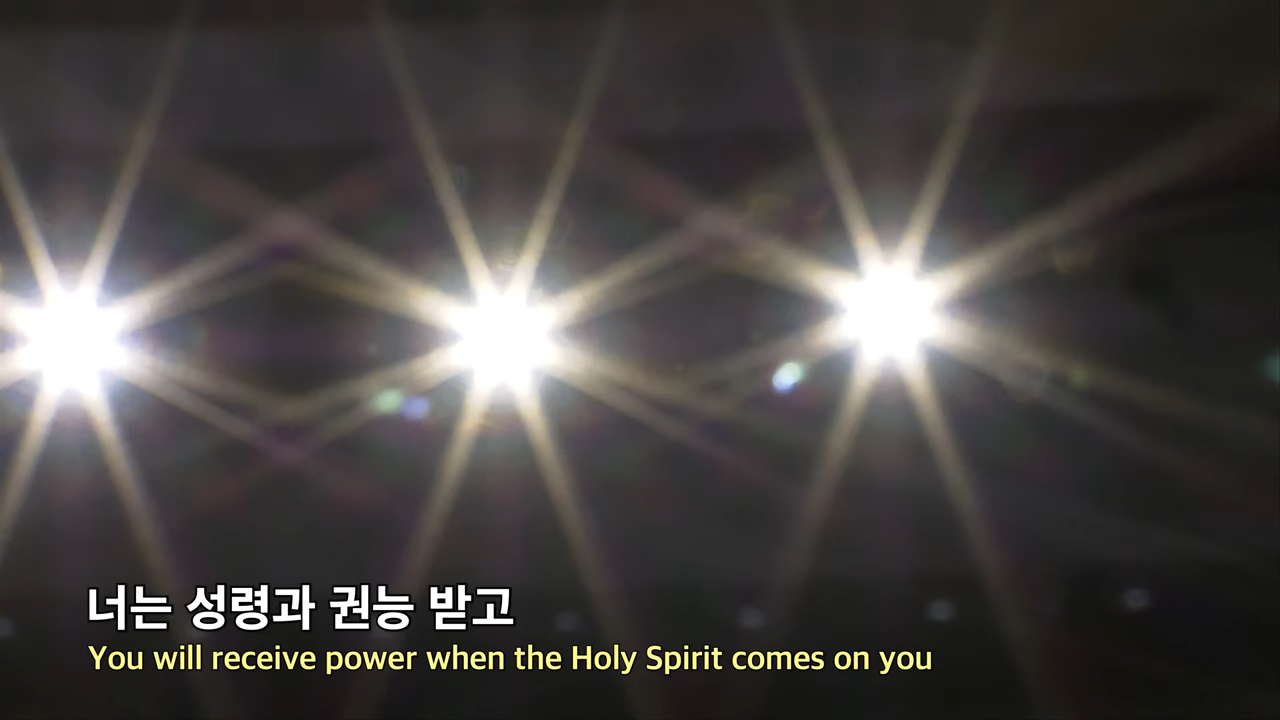 너는 성령과 권능 받고
You will receive power when the Holy Spirit comes on you